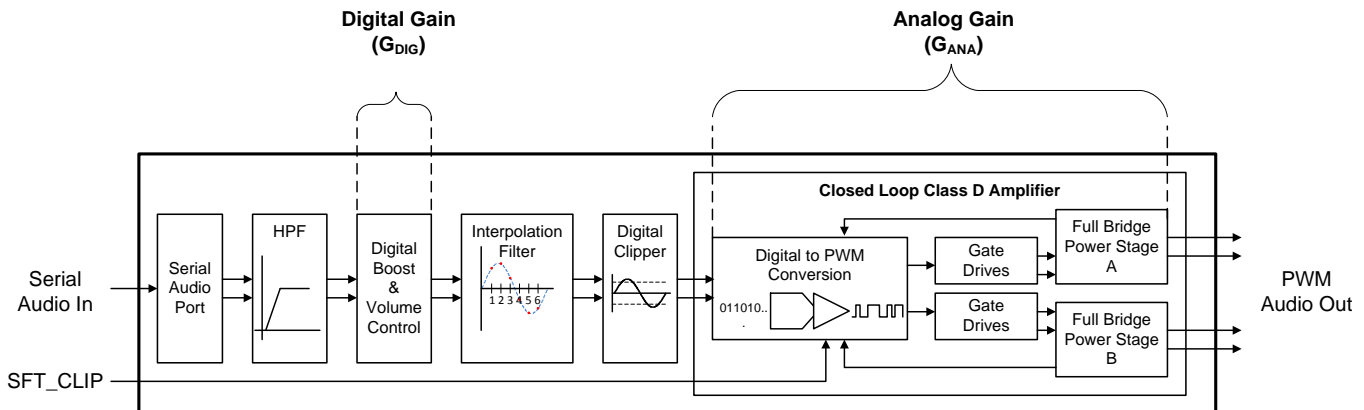 Digital Gain
(GDIG)
Analog Gain
(GANA)
Closed Loop Class D Amplifier
Serial
Audio In
Serial
Audio
Port
HPF
Digital
Boost
&
Volume
Control
Interpolation
Filter
1 2 3 4 5 6
Digital
Clipper
Digital to PWM
Conversion
011010..
.
Gate
Drives
Gate
Drives
Full Bridge
Power Stage
A
Full Bridge
Power Stage
B
PWM
Audio Out
SFT_CLIP